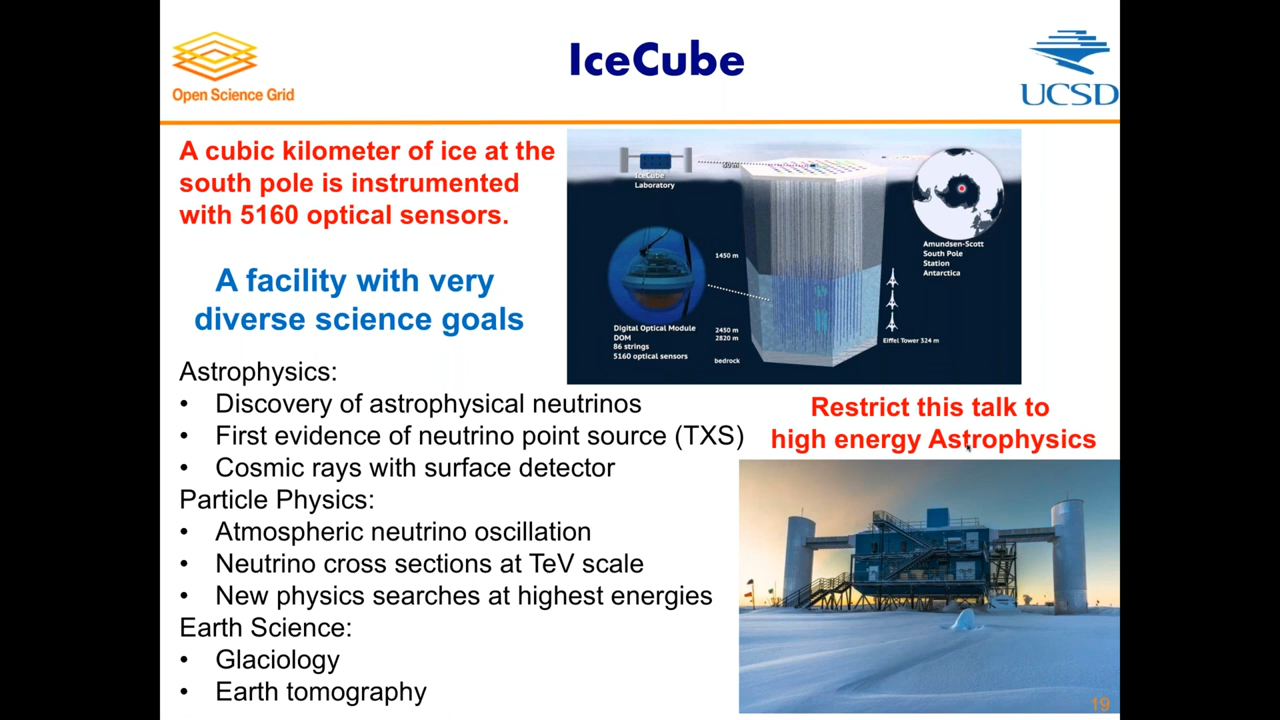 IceCube
Open Science Grid
UCSD
A cubic kilometer of ice at the
south pole is instrumented
with 5160 optical sensors.
A facility with very
diverse science goals
Astrophysics:
• Discovery of astrophysical neutrinos
• First evidence of neutrino point source (TXS)
• Cosmic rays with surface detector
Particle Physics:
• Atmospheric neutrino oscillation
• Neutrino cross sections at TeV scale
• New physics searches at highest energies
Earth Science:
• Glaciology
• Earth tomography
IceCube
Laboratory
50 m
1450 m
Digital Optical Module
DOM
86 strings
5160 optical sensors
2450 m
2820 m
bedrock
Amundsen-Scott
South Pole
Station
Antarctica
Eiffel Tower 324 m
Restrict this talk to
high energy Astrophysics
19